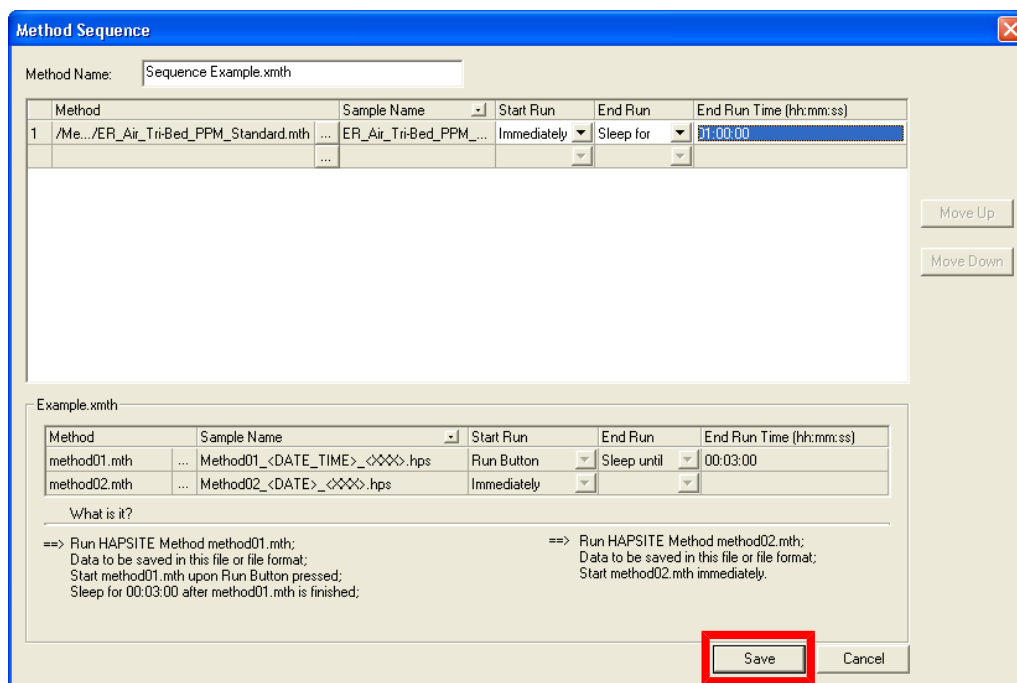 Method Sequence
Method Name: Sequence Example.xmth
Method Sample Name Start Run End Run End Run Time (hh:mm:ss)
1 /Me.../ER_Air_Tri-Bed_PPM_Standard.mth ... ER_Air_Tri-Bed_PPM_... Immediately Sleep for 01:00:00
...
Move Up
Move Down
Example.xmth
Method Sample Name Start Run End Run End Run Time (hh:mm:ss)
method01.mth ... Method01_<DATE_TIME>_<XXX>.hps Run Button Sleep until 00:03:00
method02.mth ... Method02_<DATE>_<XXX>.hps Immediately
What is it?
==> Run HAPSITE Method method01.mth;
Data to be saved in this file or file format;
Start method01.mth upon Run Button pressed;
Sleep for 00:03:00 after method01.mth is finished;
==> Run HAPSITE Method method02.mth;
Data to be saved in this file or file format;
Start method02.mth immediately.
Save Cancel